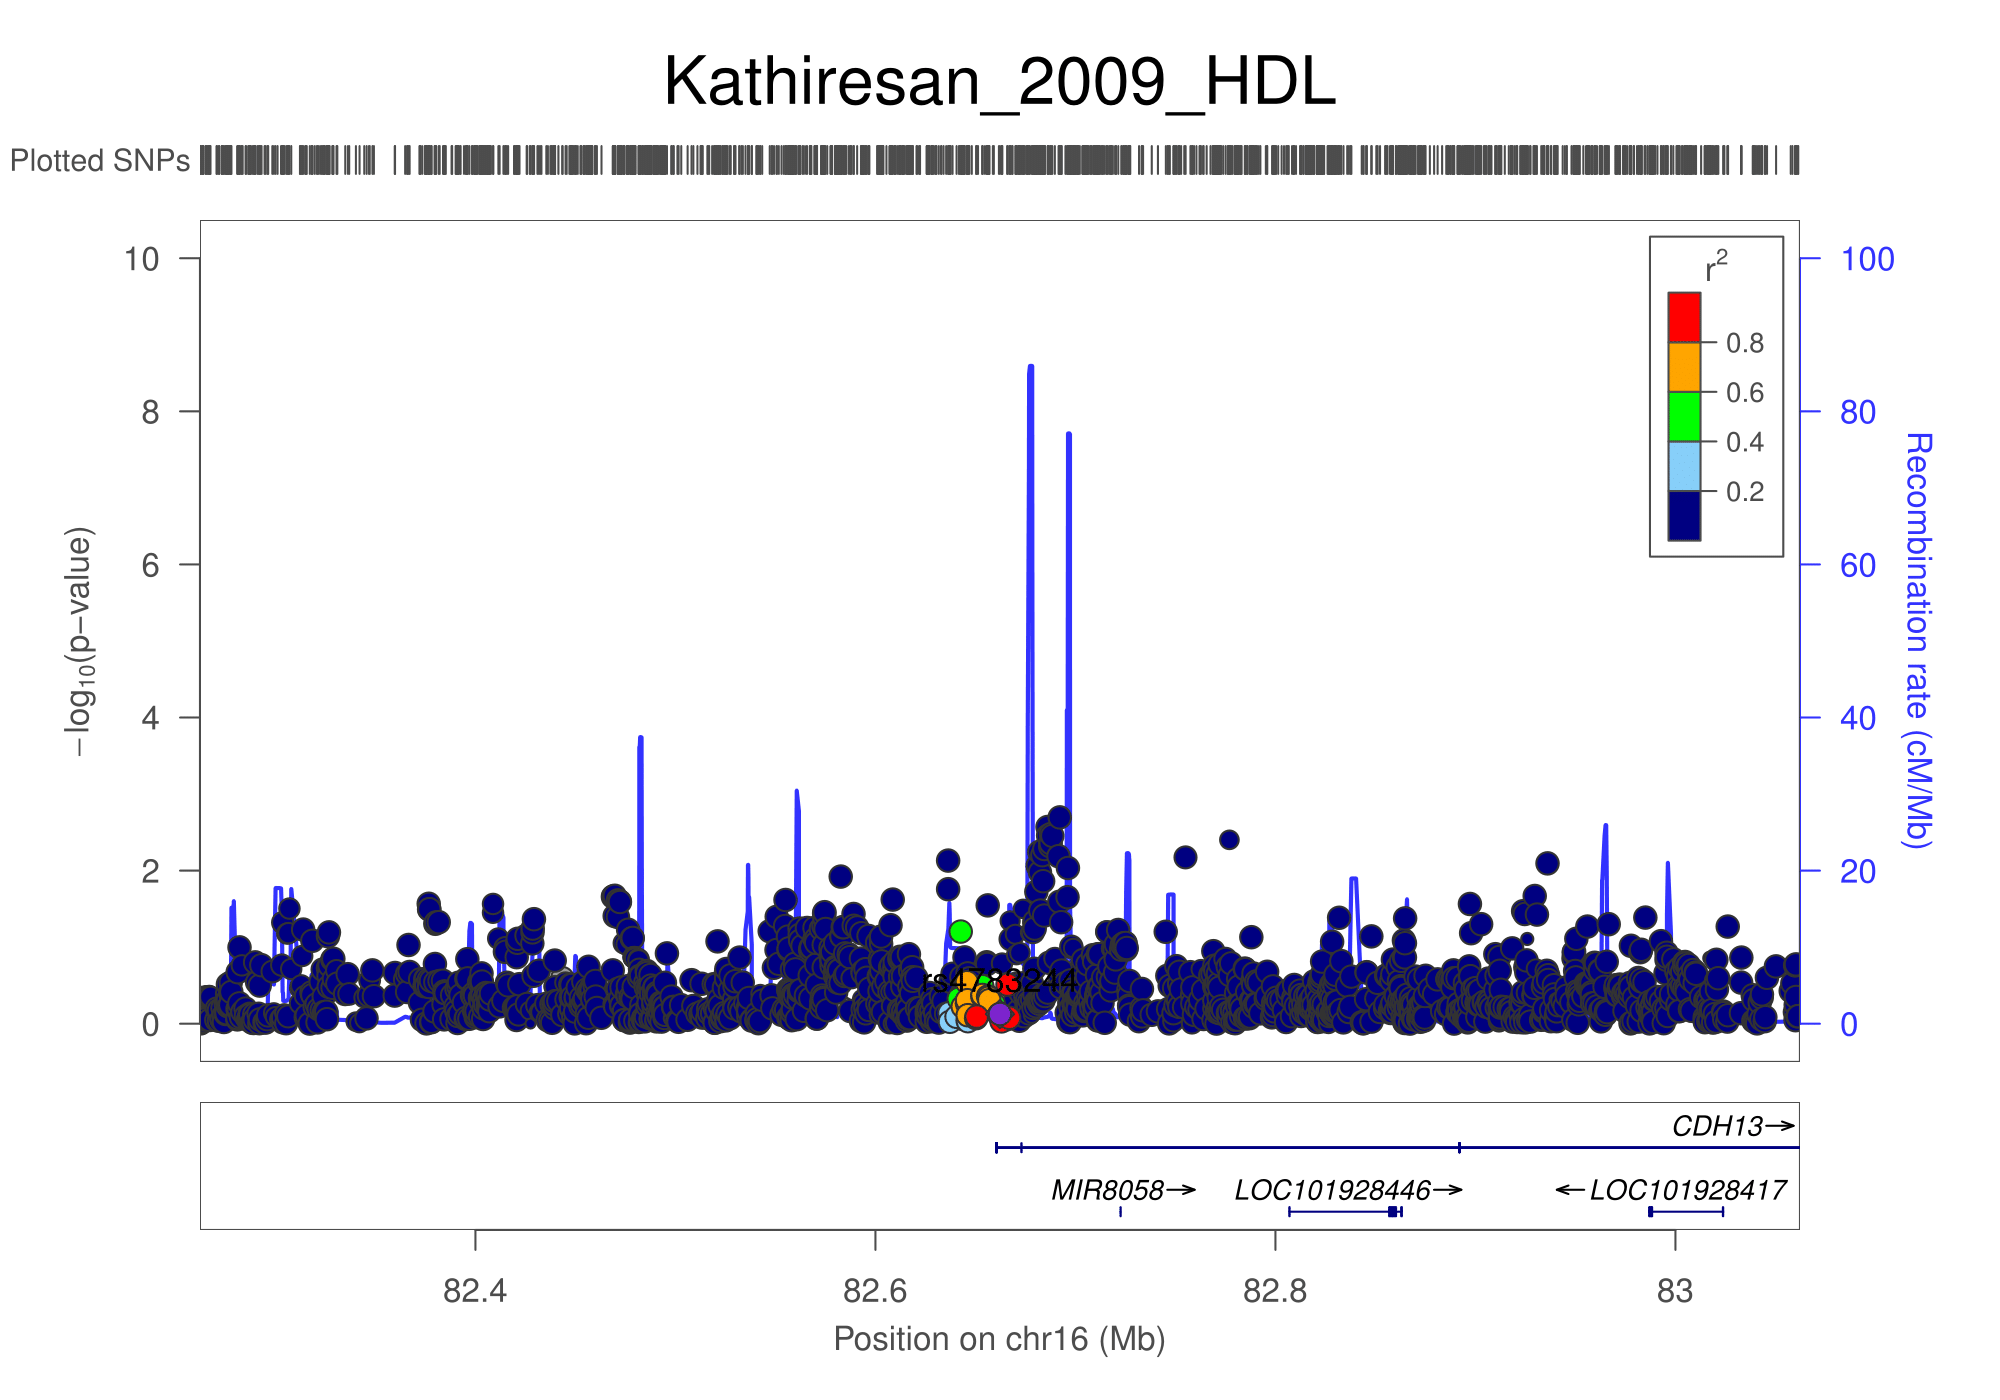 Kathiresan_2009_HDL
Plotted SNPs
10
8
6
4
2
0
−log10(p−value)
100
80
60
40
20
0
Recombination rate (cM/Mb)
r2
0.8
0.6
0.4
0.2
rs4783244
CDH13
MIR8058
LOC101928446
LOC101928417
82.4
82.6
82.8
83
Position on chr16 (Mb)